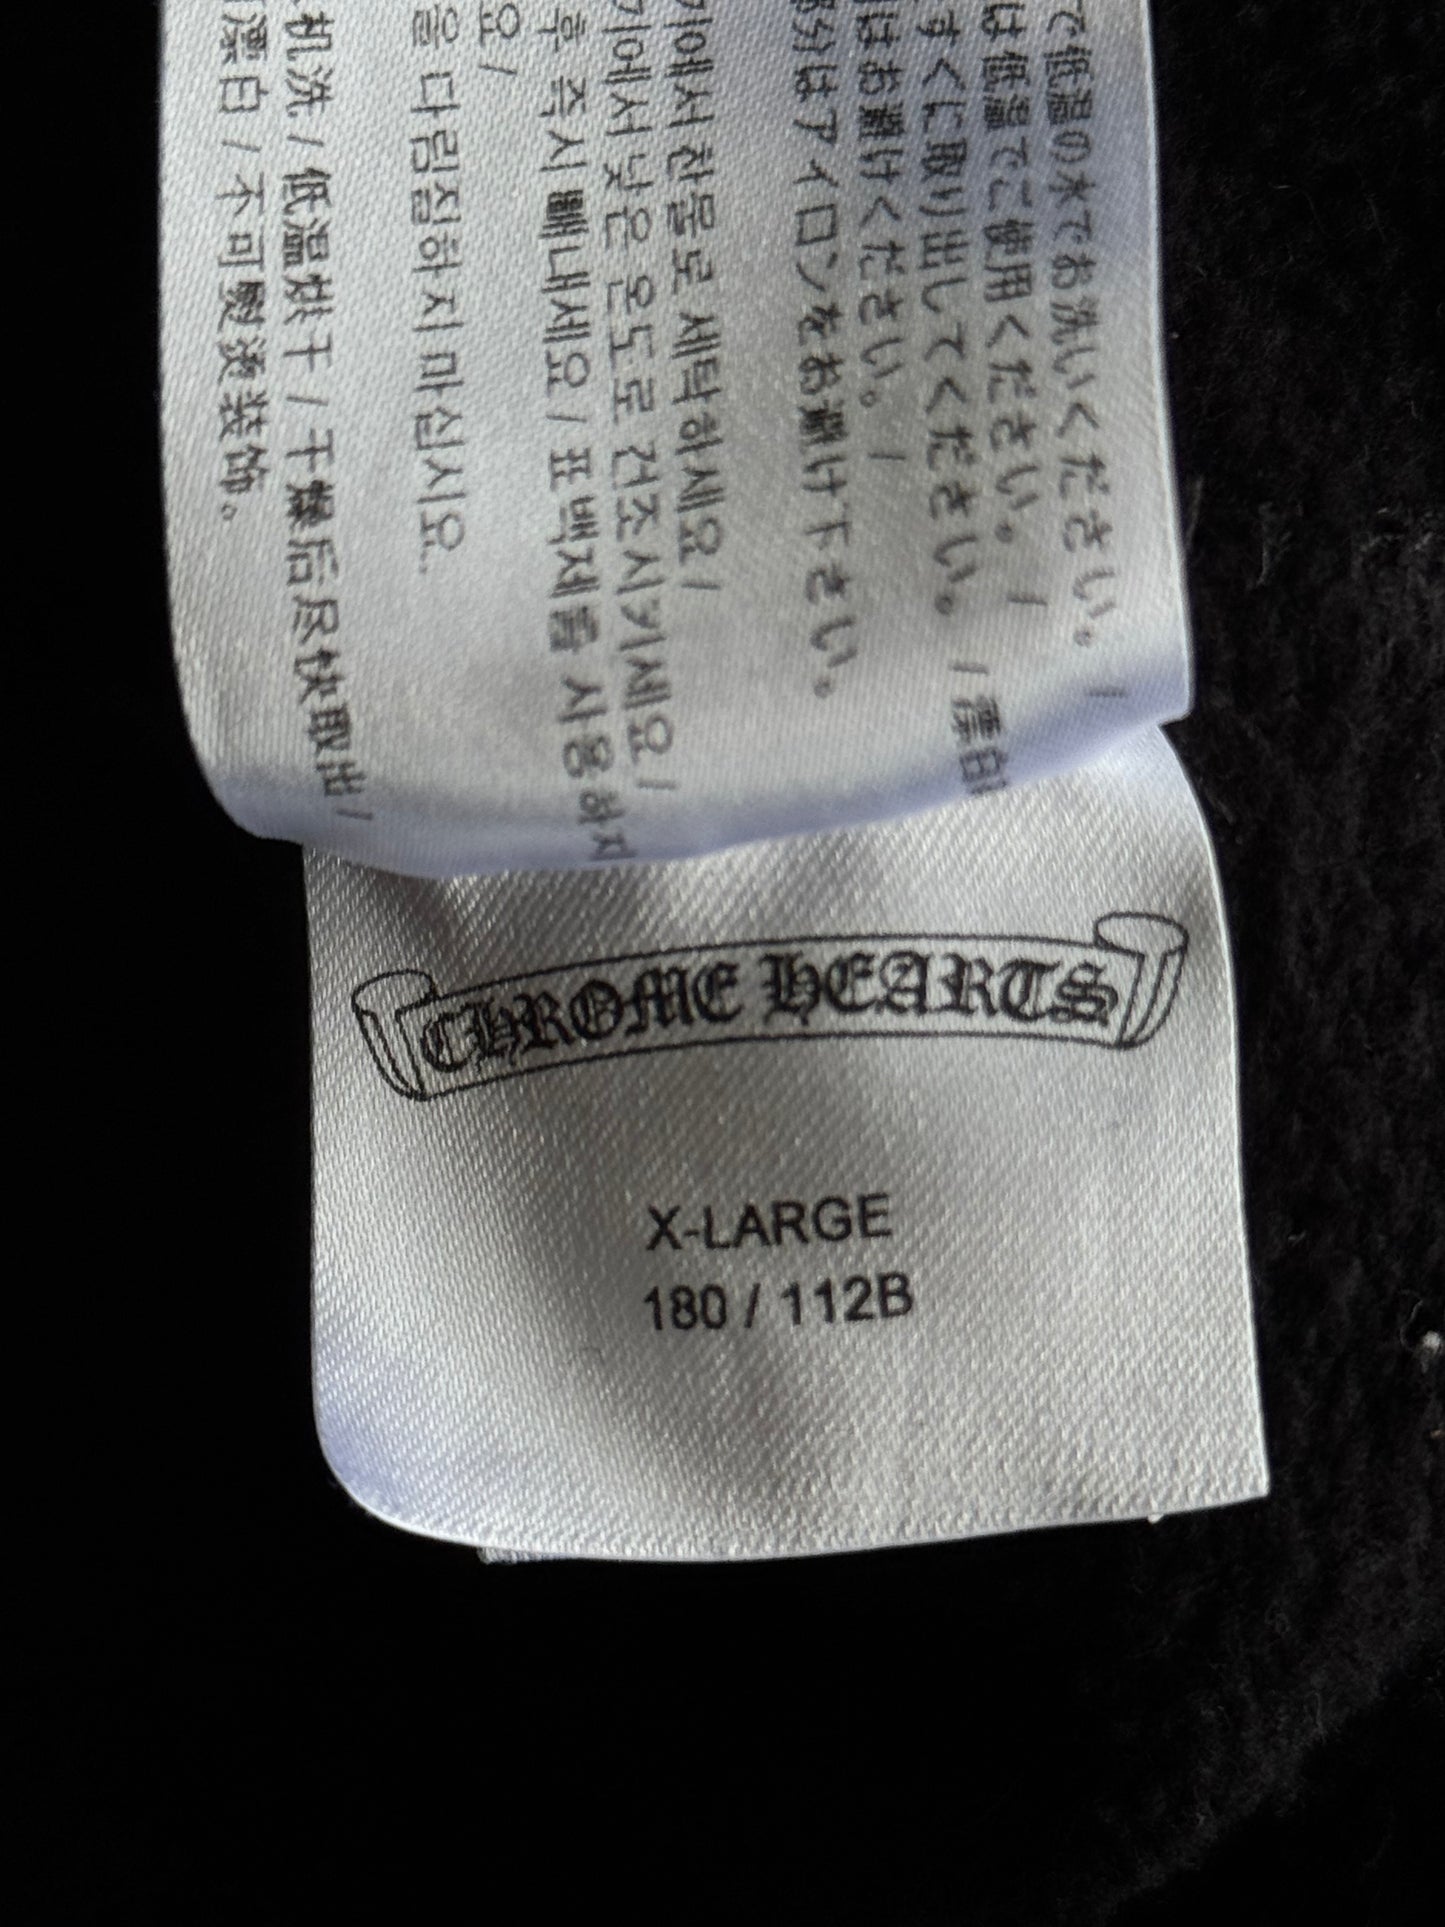 で低温の水でお洗いください。 /
は低温でご使用ください。 /
すぐに取り出してください。 / 漂白
はお避けください。 /
部分はアイロンをお避け下さい。
기에서 찬물로 세탁하세요 /
기에서 낮은 온도로 건조시키세요 /
후 즉시 빼내세요 / 표백제를 사용하지
요 /
을 다림질하지 마십시오.
机洗 / 低温烘干 / 干燥后尽快取出 /
漂白 / 不可熨烫装饰。
CHROME HEARTS
X-LARGE
180 / 112B